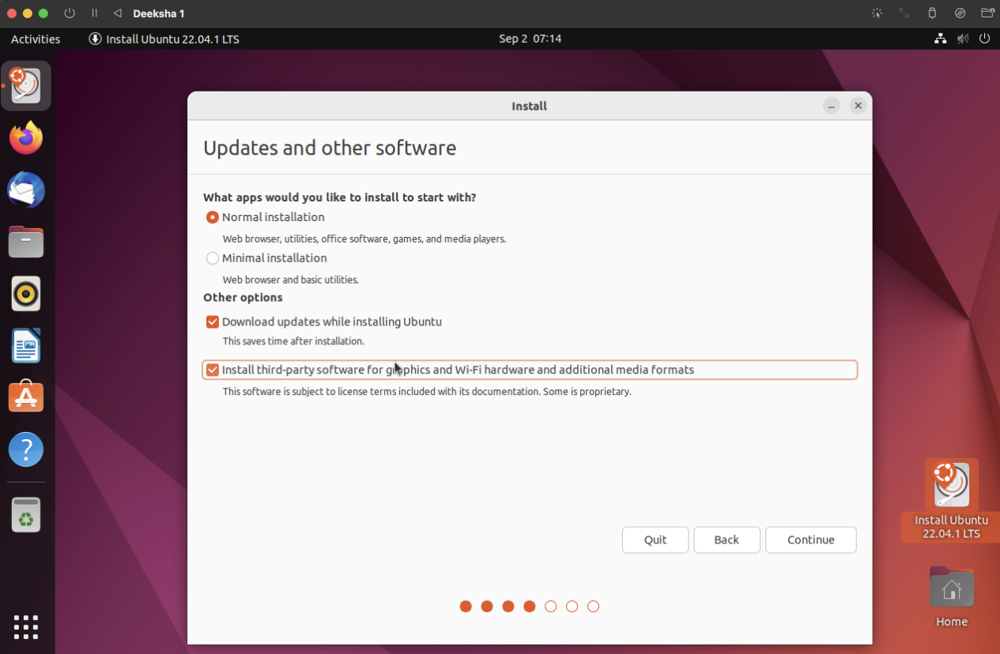 Deeksha 1
Activities Install Ubuntu 22.04.1 LTS Sep 2 07:14
Install
Updates and other software
What apps would you like to install to start with?
Normal installation
Web browser, utilities, office software, games, and media players.
Minimal installation
Web browser and basic utilities.
Other options
Download updates while installing Ubuntu
This saves time after installation.
Install third-party software for graphics and Wi-Fi hardware and additional media formats
This software is subject to license terms included with its documentation. Some is proprietary.
Quit Back Continue
Install Ubuntu
22.04.1 LTS
Home